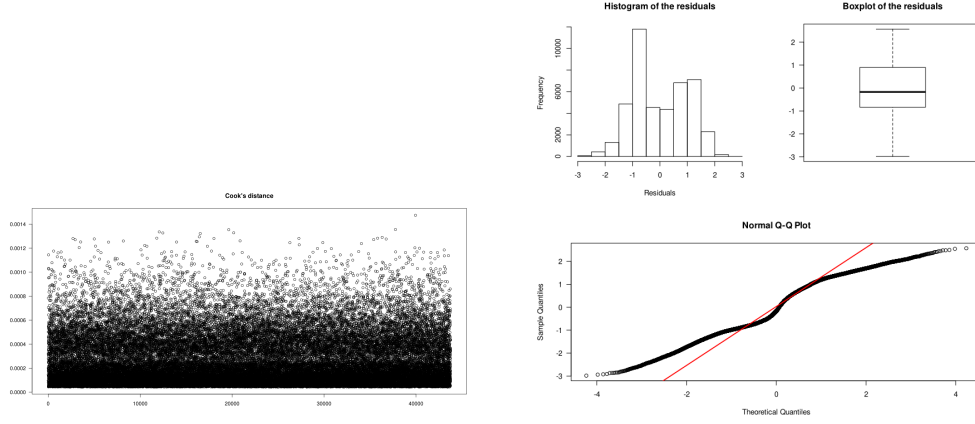 Histogram of the residuals
Frequency
10000
6000
2000
0
-3 -2 -1 0 1 2 3
Residuals
Boxplot of the residuals
2
1
0
-1
-2
-3
Cook's distance
0.0014
0.0012
0.0010
0.0008
0.0006
0.0004
0.0002
0.0000
0 10000 20000 30000 40000
Normal Q-Q Plot
Sample Quantiles
2
1
0
-1
-2
-3
-4 -2 0 2 4
Theoretical Quantiles